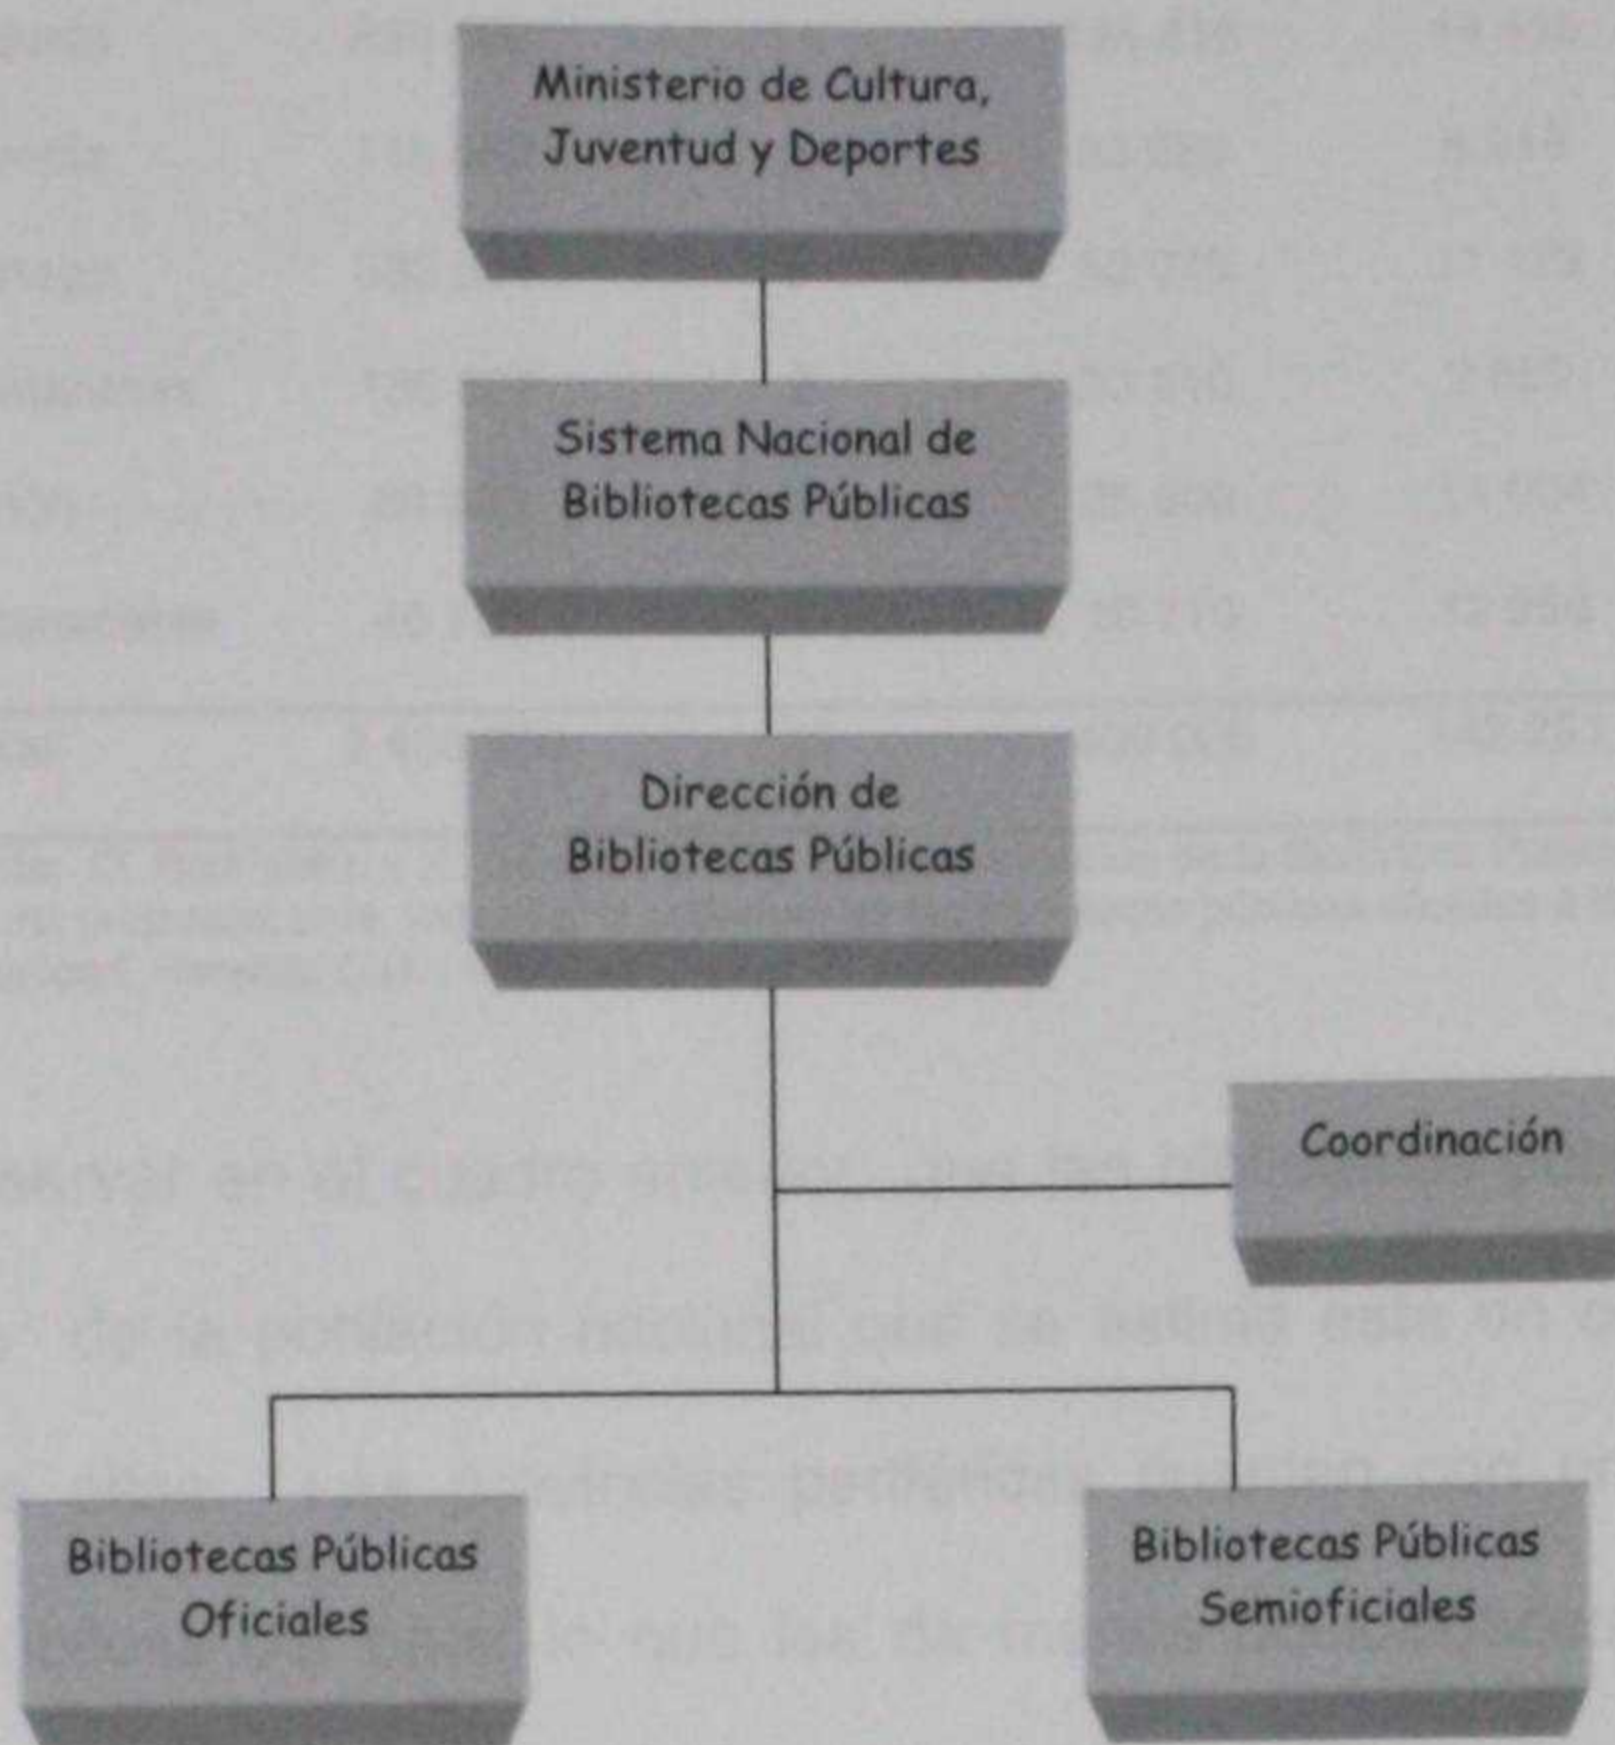 Ministerio de Cultura,
Juventud y Deportes
Sistema Nacional de
Bibliotecas Públicas
Dirección de
Bibliotecas Públicas
Coordinación
Bibliotecas Públicas
Oficiales
Bibliotecas Públicas
Semioficiales